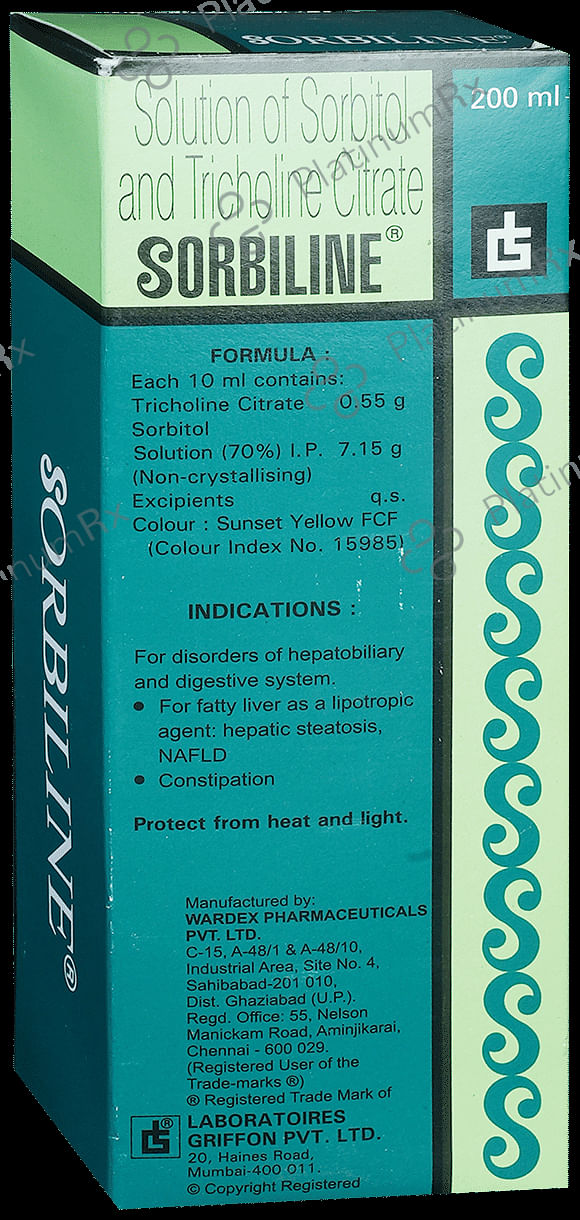 SORBILINE®
Solution of Sorbitol
and Tricholine Citrate
SORBILINE®
200 ml
FORMULA :
Each 10 ml contains:
Tricholine Citrate 0.55 g
Sorbitol
Solution (70%) I.P. 7.15 g
(Non-crystallising)
Excipients q.s.
Colour : Sunset Yellow FCF
(Colour Index No. 15985)
INDICATIONS :
For disorders of hepatobiliary
and digestive system.
● For fatty liver as a lipotropic
agent: hepatic steatosis,
NAFLD
● Constipation
Protect from heat and light.
Manufactured by:
WARDEX PHARMACEUTICALS
PVT. LTD.
C-15, A-48/1 & A-48/10,
Industrial Area, Site No. 4,
Sahibabad-201 010,
Dist. Ghaziabad (U.P.).
Regd. Office: 55, Nelson
Manickam Road, Aminjikarai,
Chennai - 600 029.
(Registered User of the
Trade-marks ®)
® Registered Trade Mark of
LABORATOIRES
GRIFFON PVT. LTD.
20, Haines Road,
Mumbai-400 011.
© Copyright Registered
SORBILINE®
PlatinumRx
PlatinumRx
PlatinumRx
PlatinumRx
PlatinumRx